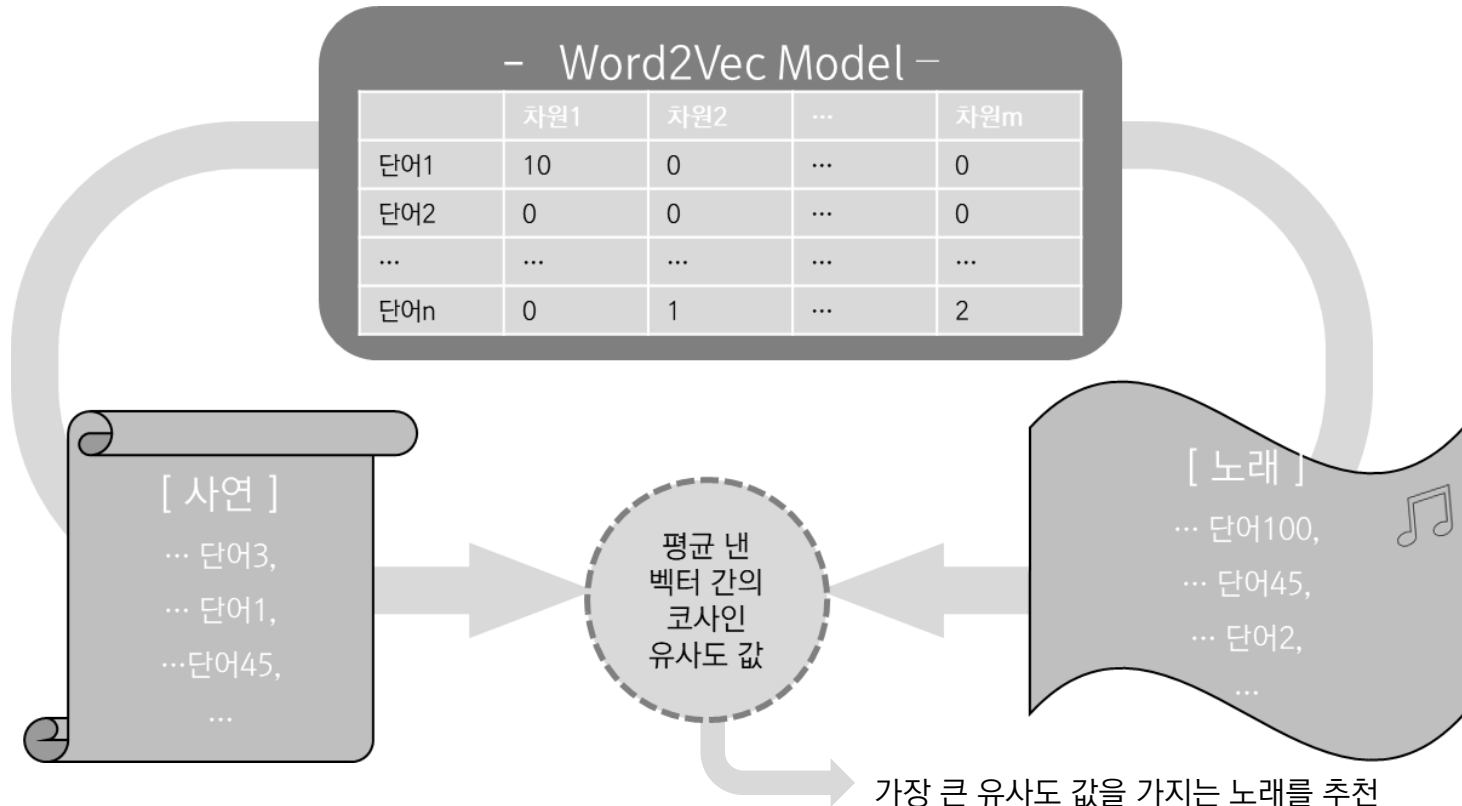 - Word2Vec Model –
차원1 차원2 … 차원m
단어1 10 0 … 0
단어2 0 0 … 0
… … … … …
단어n 0 1 … 2
[ 사연 ]
… 단어3,
… 단어1,
…단어45,
…
평균 낸
벡터 간의
코사인
유사도 값
[ 노래 ]
… 단어100,
… 단어45,
… 단어2,
…
가장 큰 유사도 값을 가지는 노래를 추천